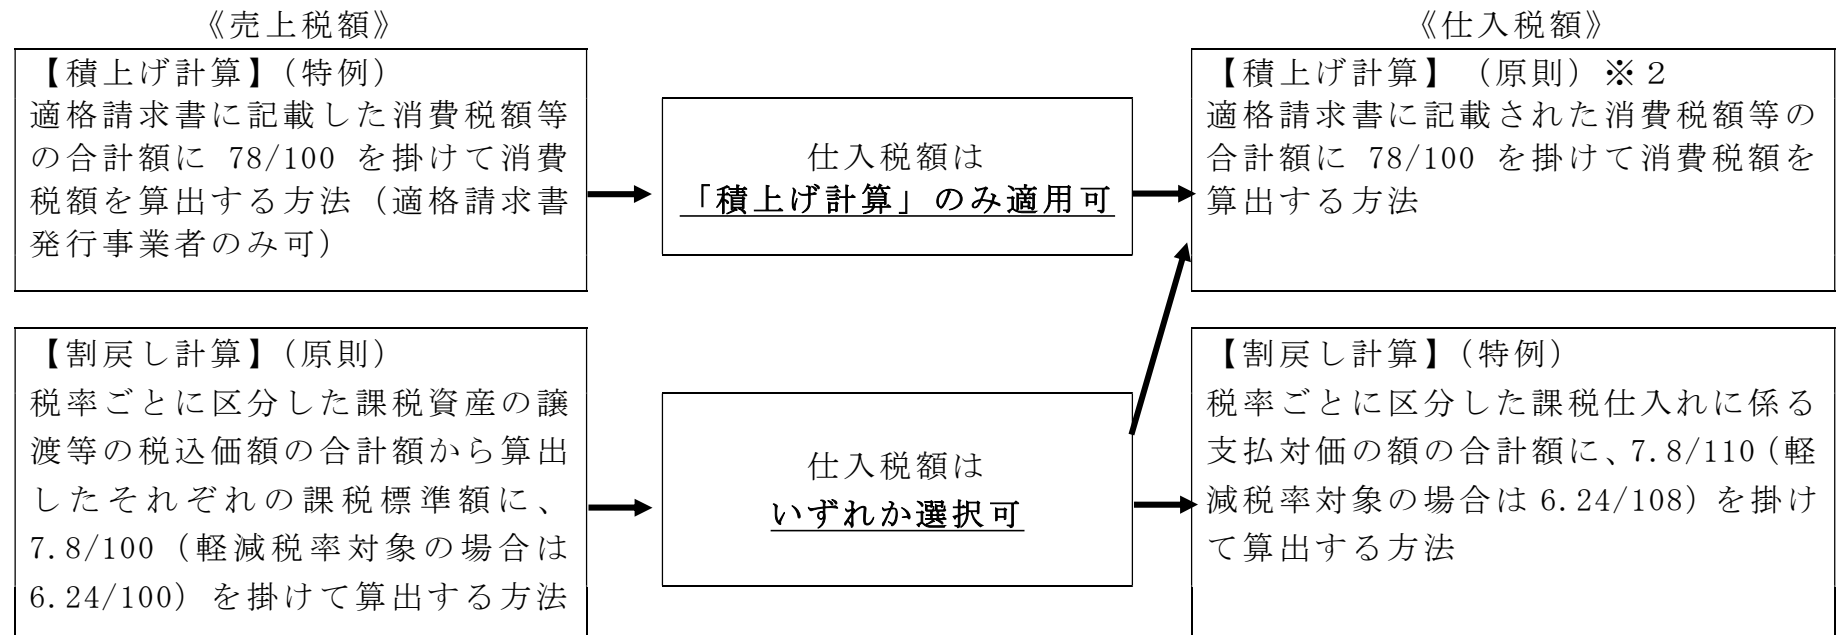 《売上税額》
【積上げ計算】(特例)
適格請求書に記載した消費税額等
の合計額に 78/100 を掛けて消費
税額を算出する方法（適格請求書
発行事業者のみ可）
仕入税額は
「積上げ計算」のみ適用可
《仕入税額》
【積上げ計算】（原則）※２
適格請求書に記載された消費税額等の
合計額に 78/100 を掛けて消費税額を
算出する方法
【割戻し計算】(原則)
税率ごとに区分した課税資産の譲
渡等の税込価額の合計額から算出
したそれぞれの課税標準額に、
7.8/100（軽減税率対象の場合は
6.24/100）を掛けて算出する方法
仕入税額は
いずれか選択可
【割戻し計算】(特例)
税率ごとに区分した課税仕入れに係る
支払対価の額の合計額に、7.8/110（軽
減税率対象の場合は 6.24/108）を掛け
て算出する方法